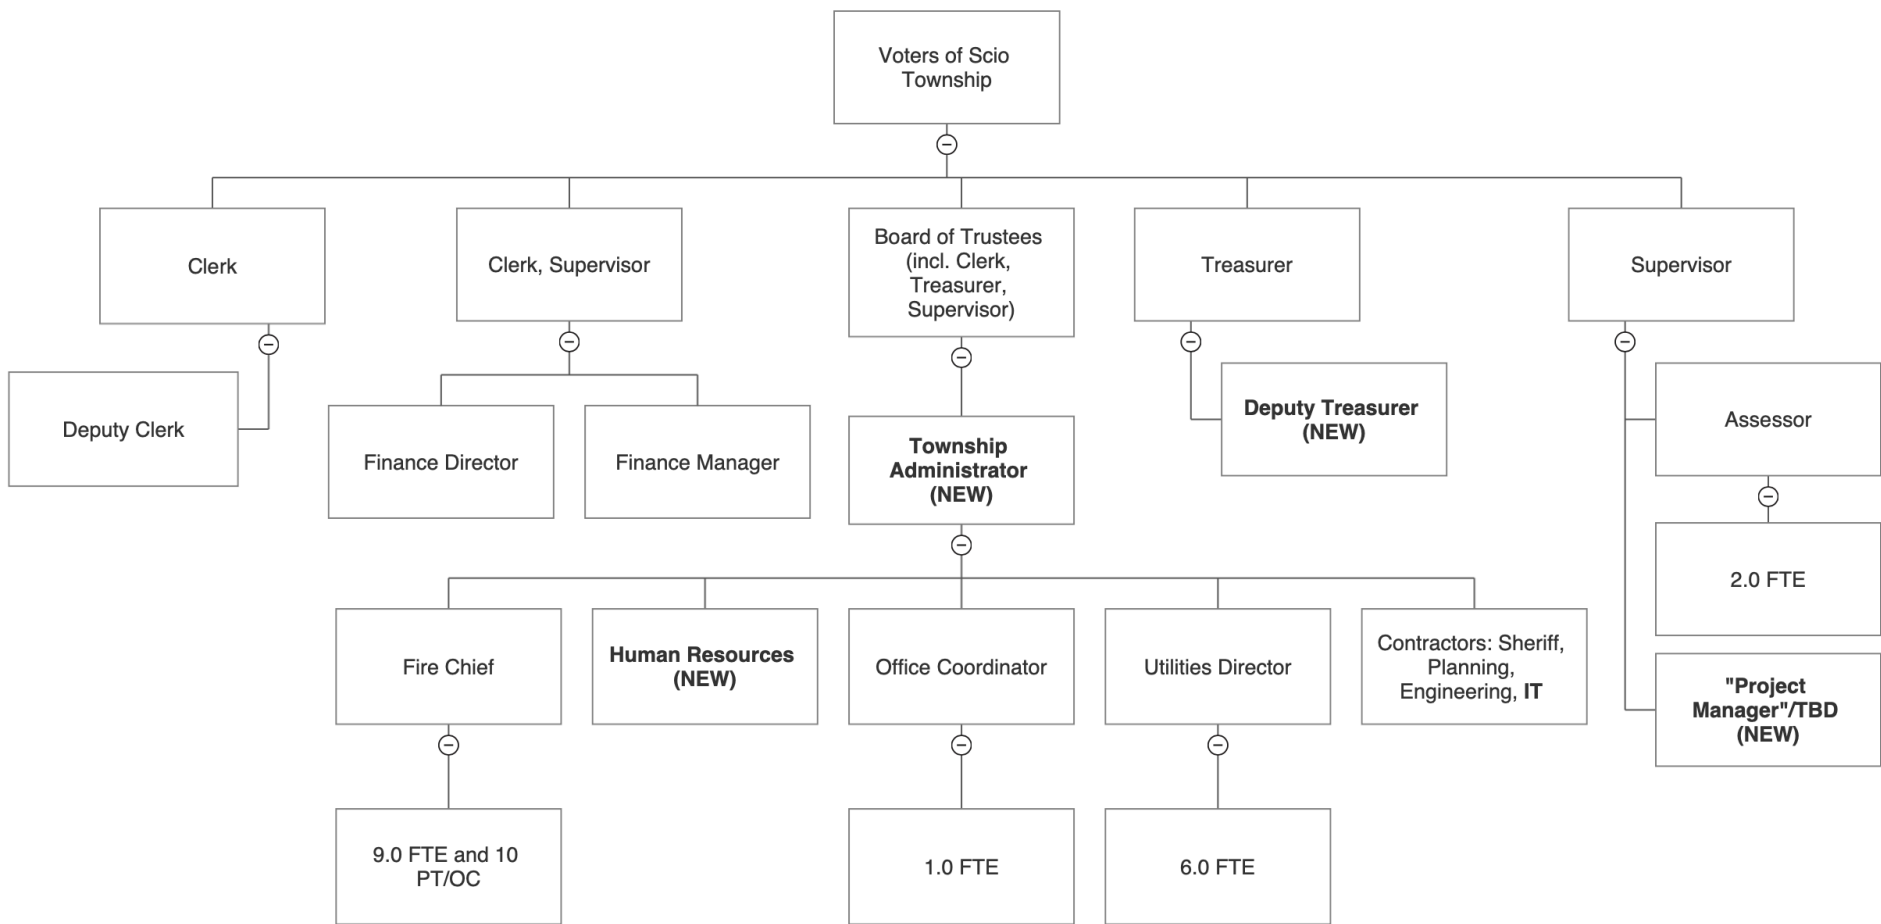 Voters of Scio
Township
Clerk
Clerk, Supervisor
Board of Trustees
(incl. Clerk,
Treasurer,
Supervisor)
Treasurer
Supervisor
Deputy Clerk
Finance Director
Finance Manager
Township
Administrator
(NEW)
Deputy Treasurer
(NEW)
Assessor
2.0 FTE
Fire Chief
Human Resources
(NEW)
Office Coordinator
Utilities Director
Contractors: Sheriff,
Planning,
Engineering, IT
"Project
Manager"/TBD
(NEW)
9.0 FTE and 10
PT/OC
1.0 FTE
6.0 FTE